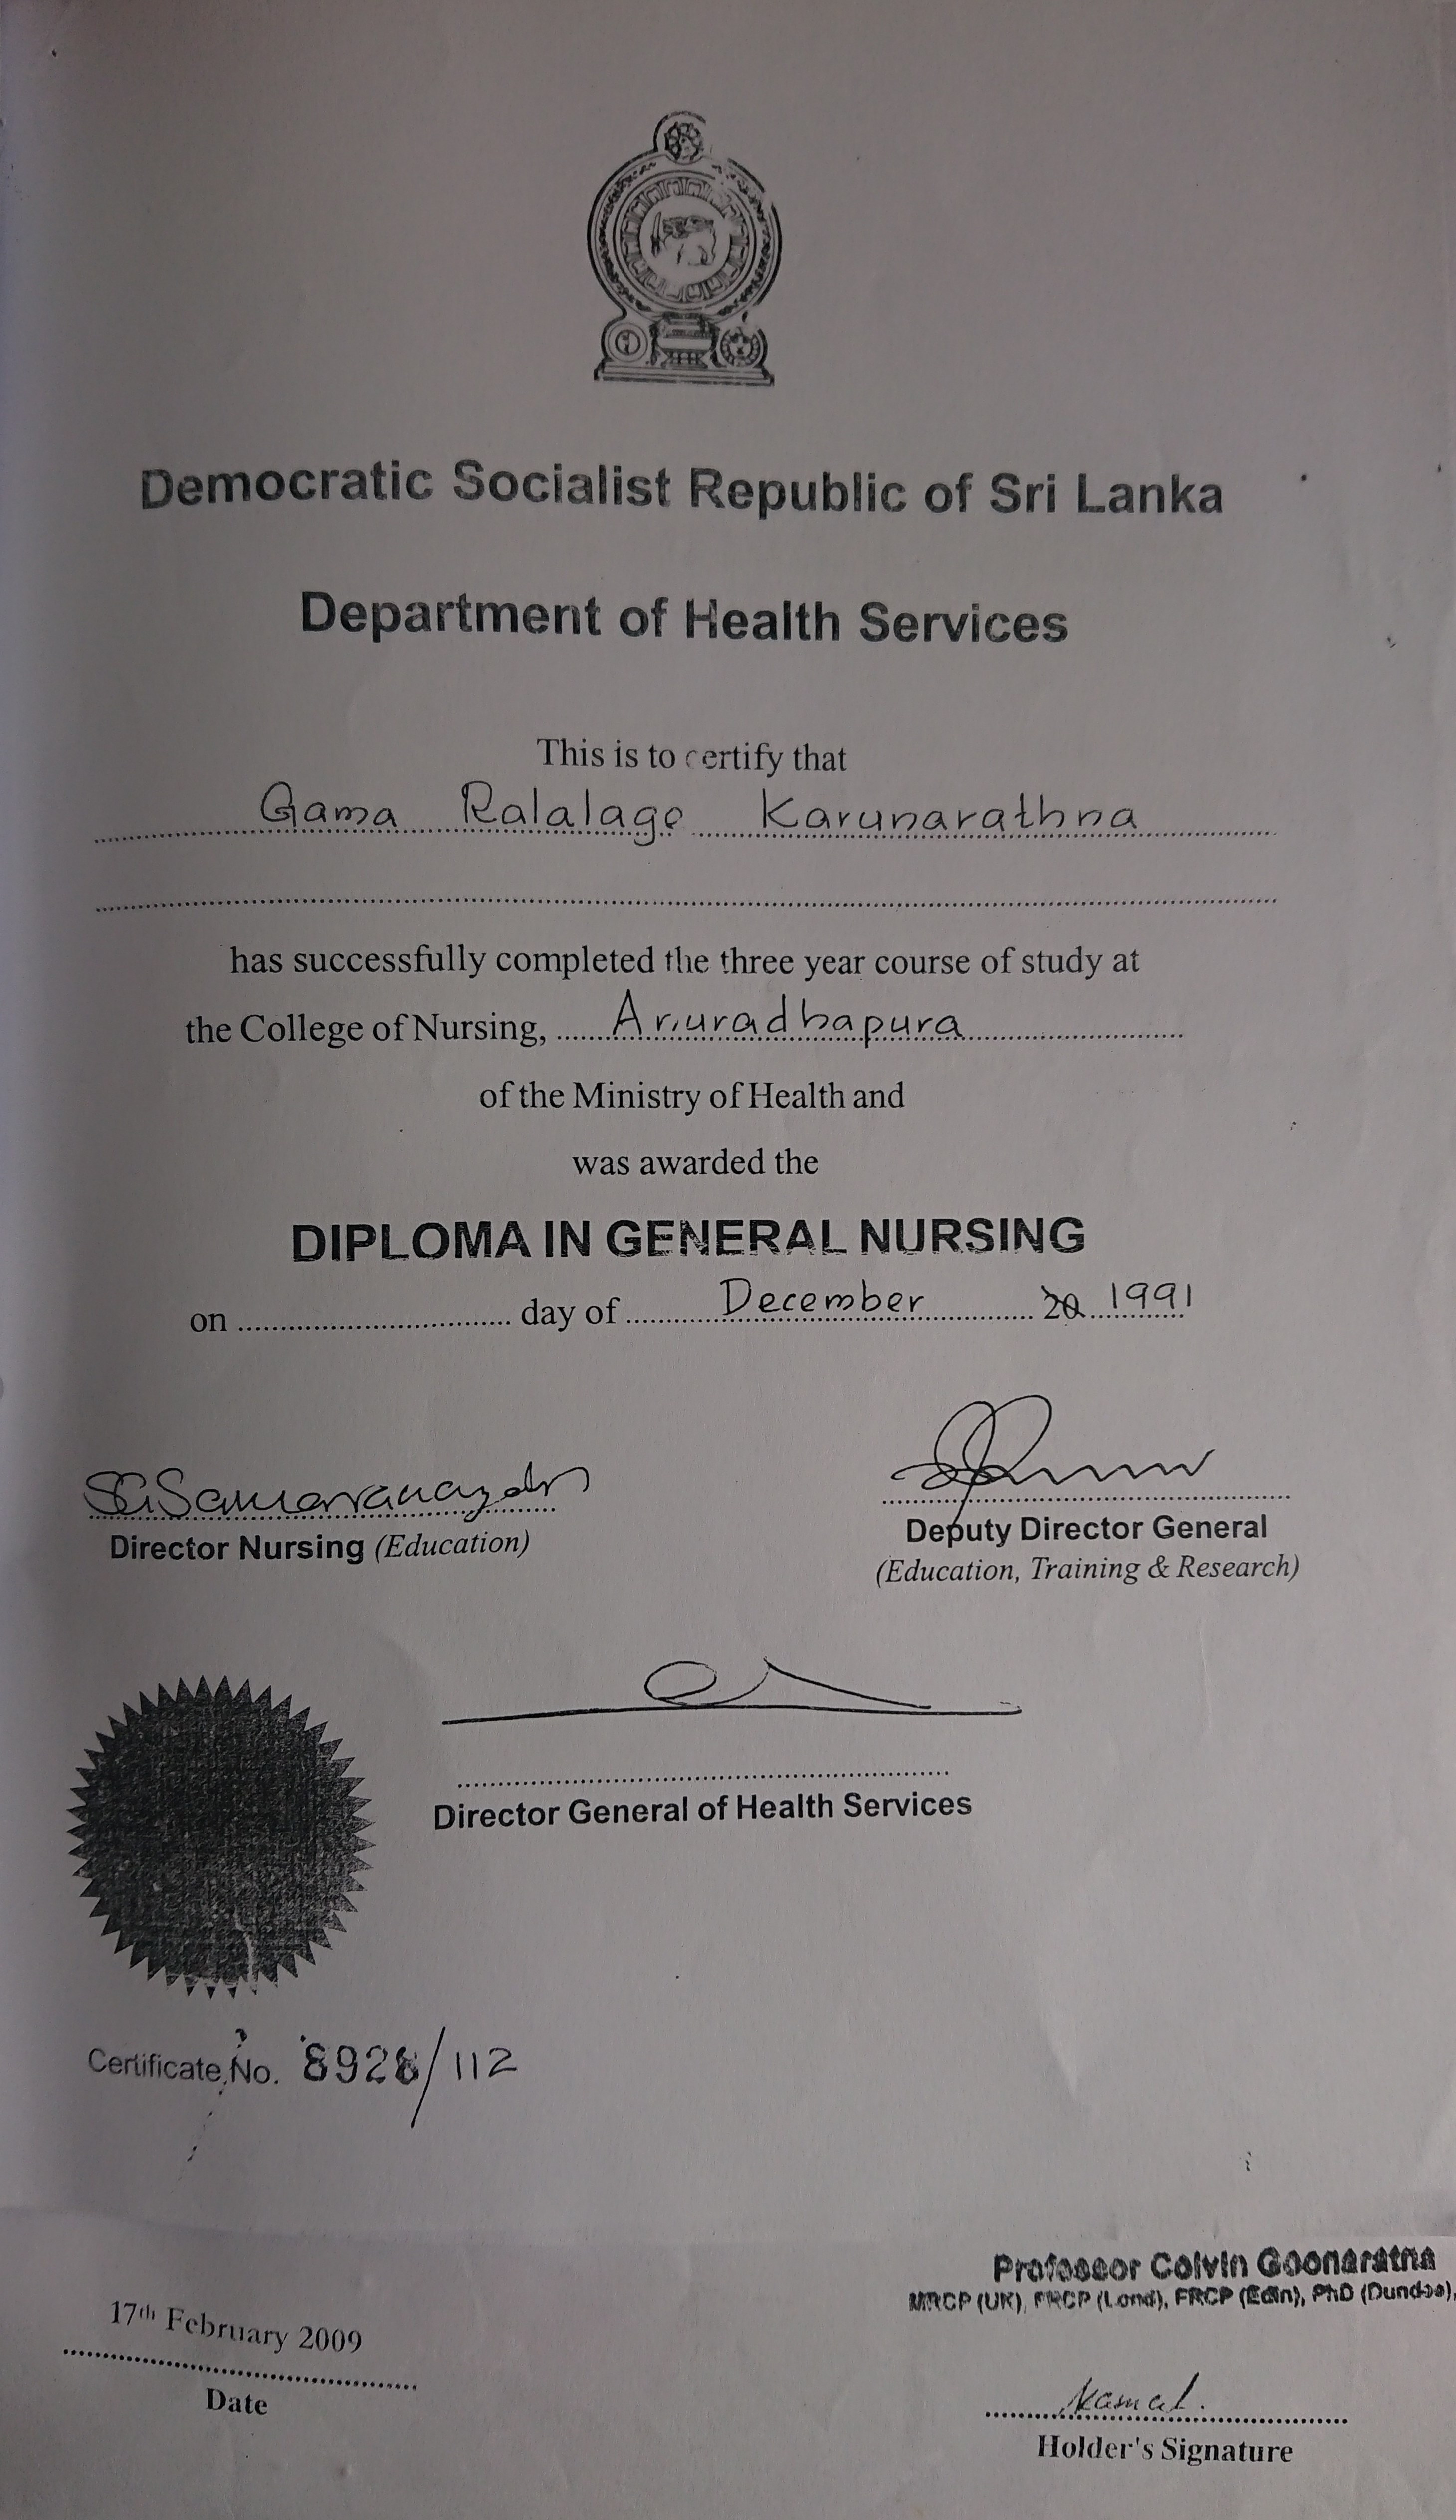 Democratic Socialist Republic of Sri Lanka
Department of Health Services
This is to certify that
Gama Ralalage Karunarathna
has successfully completed the three year course of study at
the College of Nursing, Anuradhapura
of the Ministry of Health and
was awarded the
DIPLOMA IN GENERAL NURSING
on .............................. day of December 20 1991
Director Nursing (Education)
Deputy Director General
(Education, Training & Research)
Director General of Health Services
Certificate No. 8928/112
Professor Colvin Goonaratna
MRCP (UK), FRCP (Lond), FRCP (Edin), PhD (Dundee),
17th February 2009
Date
Kamal.
Holder's Signature